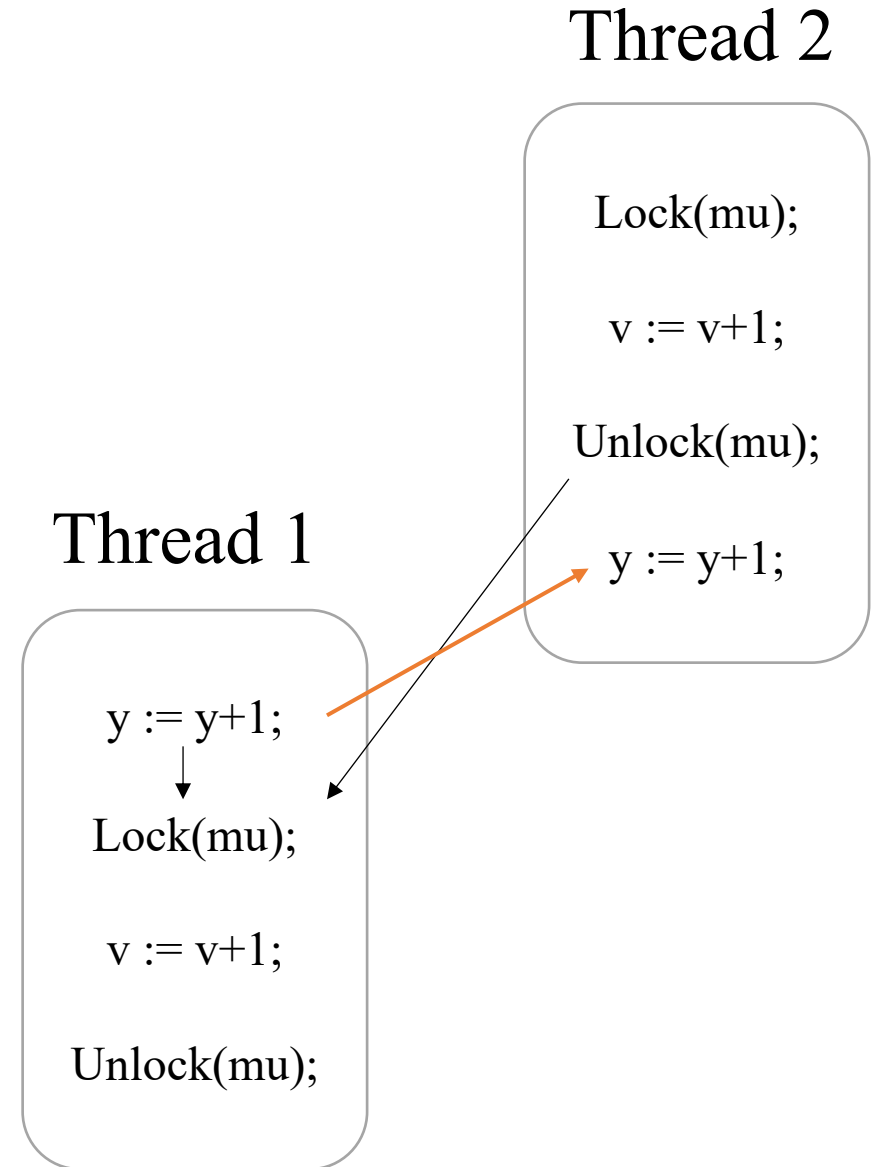 Thread 2
Lock(mu);
v := v+1;
Unlock(mu);
y := y+1;
Thread 1
y := y+1;
Lock(mu);
v := v+1;
Unlock(mu);